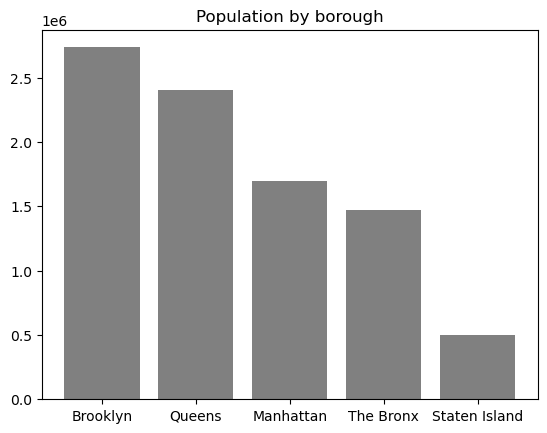 Population by borough
1e6
2.5
2.0
1.5
1.0
0.5
0.0
Brooklyn Queens Manhattan The Bronx Staten Island